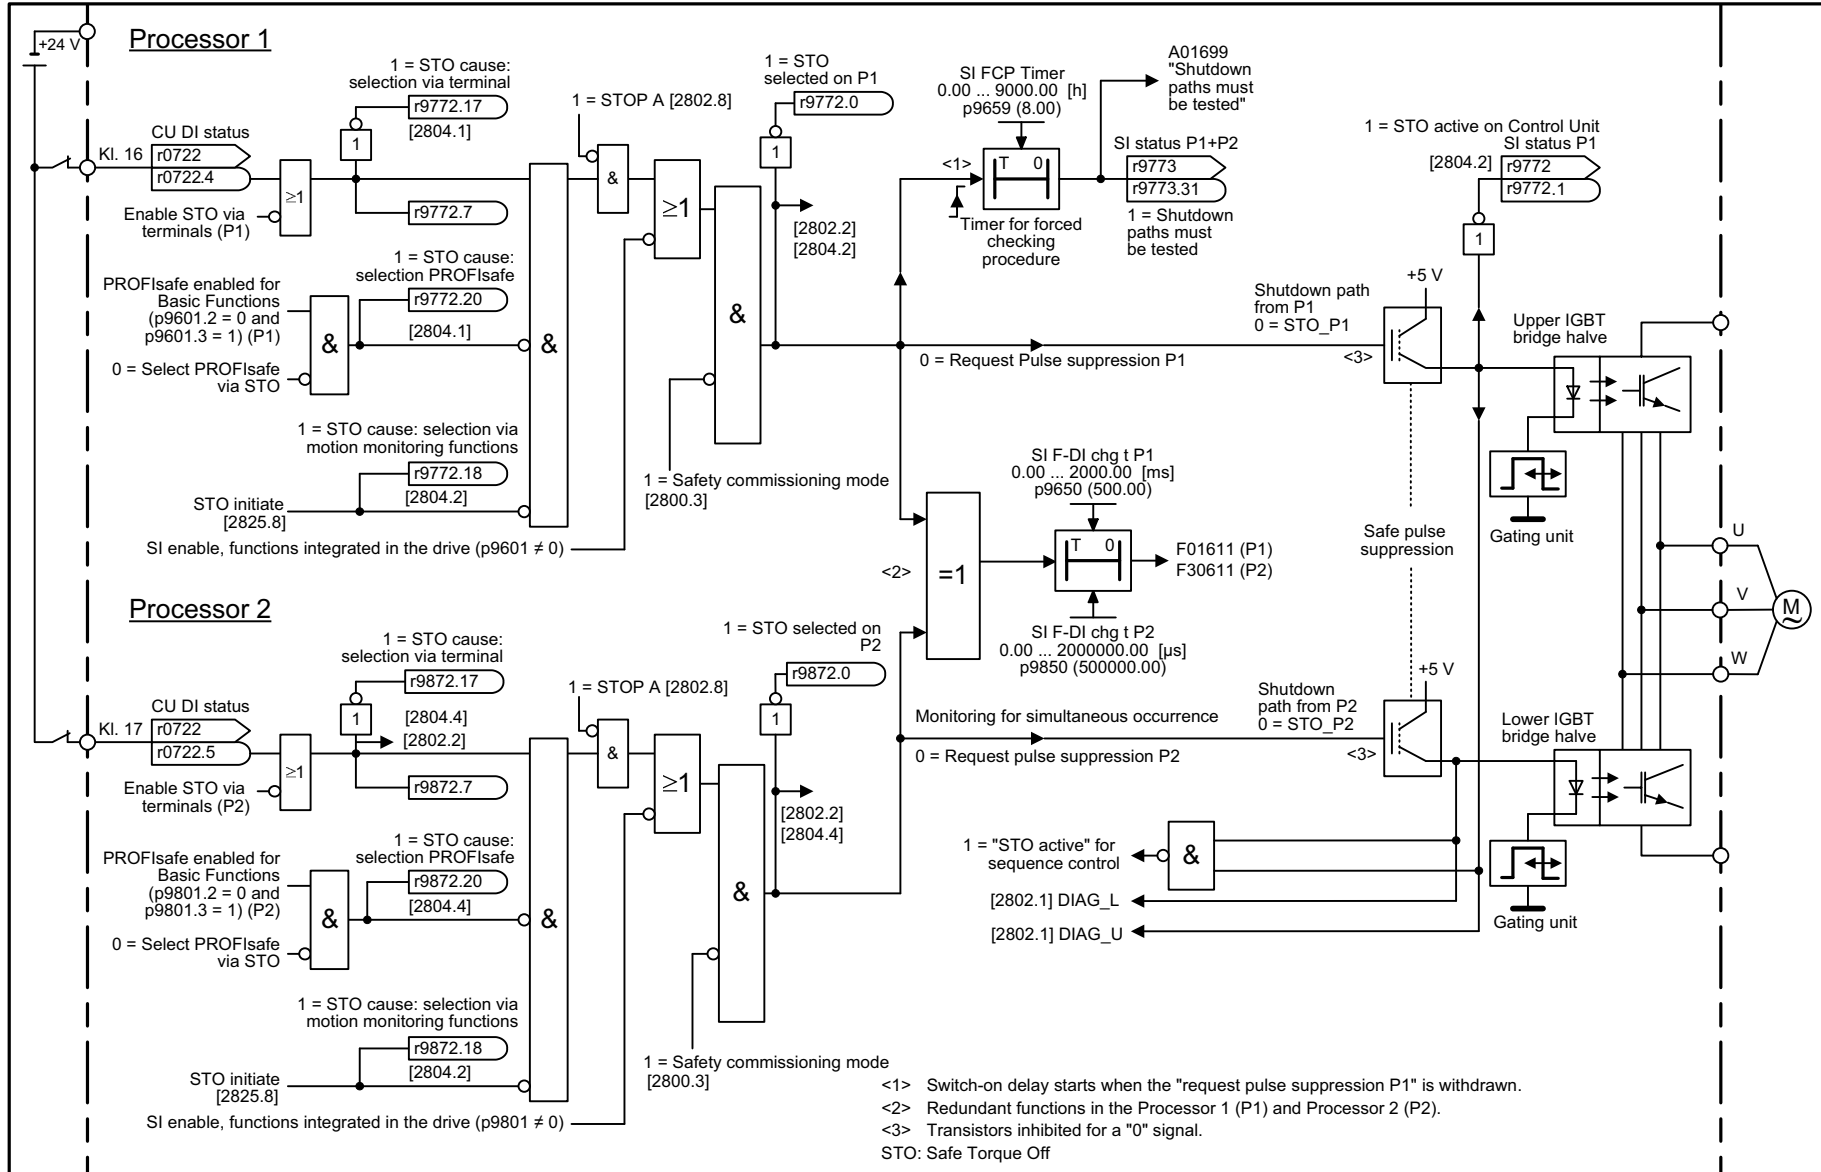 +24 V
Processor 1
1 = STO cause:
selection via terminal
r9772.17
[2804.1]
1
CU DI status
Kl. 16
r0722
r0722.4
≥1
Enable STO via
terminals (P1)
r9772.7
1 = STO cause:
selection PROFIsafe
r9772.20
[2804.1]
PROFIsafe enabled for
Basic Functions
(p9601.2 = 0 and
p9601.3 = 1) (P1)
&
0 = Select PROFIsafe
via STO
1 = STO cause: selection via
motion monitoring functions
r9772.18
[2804.2]
STO initiate
[2825.8]
SI enable, functions integrated in the drive (p9601 ≠ 0)
&
1 = STOP A [2802.8]
&
≥1
&
1 = STO
selected on P1
r9772.0
1
[2802.2]
[2804.2]
1 = Safety commissioning mode
[2800.3]
SI FCP Timer
0.00 ... 9000.00 [h]
p9659 (8.00)
<1>
T 0
Timer for forced
checking
procedure
A01699
"Shutdown
paths must
be tested"
SI status P1+P2
r9773
r9773.31
1 = Shutdown
paths must
be tested
1 = STO active on Control Unit
SI status P1
[2804.2]
r9772
r9772.1
1
+5 V
Shutdown path
from P1
0 = STO_P1
<3>
0 = Request Pulse suppression P1
Upper IGBT
bridge halve
Gating unit
SI F-DI chg t P1
0.00 ... 2000.00 [ms]
p9650 (500.00)
T 0
<2>
=1
F01611 (P1)
F30611 (P2)
SI F-DI chg t P2
0.00 ... 2000000.00 [µs]
p9850 (500000.00)
Safe pulse
suppression
U
V
W
M
~
Processor 2
1 = STO cause:
selection via terminal
r9872.17
1
[2804.4]
[2802.2]
CU DI status
Kl. 17
r0722
r0722.5
≥1
Enable STO via
terminals (P2)
r9872.7
1 = STO cause:
selection PROFIsafe
r9872.20
[2804.4]
PROFIsafe enabled for
Basic Functions
(p9801.2 = 0 and
p9801.3 = 1) (P2)
&
0 = Select PROFIsafe
via STO
1 = STO cause: selection via
motion monitoring functions
r9872.18
[2804.2]
STO initiate
[2825.8]
SI enable, functions integrated in the drive (p9801 ≠ 0)
&
1 = STOP A [2802.8]
&
≥1
&
1 = STO selected on
P2
r9872.0
1
[2802.2]
[2804.4]
1 = Safety commissioning mode
[2800.3]
Monitoring for simultaneous occurrence
0 = Request pulse suppression P2
Shutdown
path from P2
0 = STO_P2
<3>
+5 V
Lower IGBT
bridge halve
Gating unit
1 = "STO active" for
sequence control
&
[2802.1] DIAG_L
[2802.1] DIAG_U
<1> Switch-on delay starts when the "request pulse suppression P1" is withdrawn.
<2> Redundant functions in the Processor 1 (P1) and Processor 2 (P2).
<3> Transistors inhibited for a "0" signal.
STO: Safe Torque Off